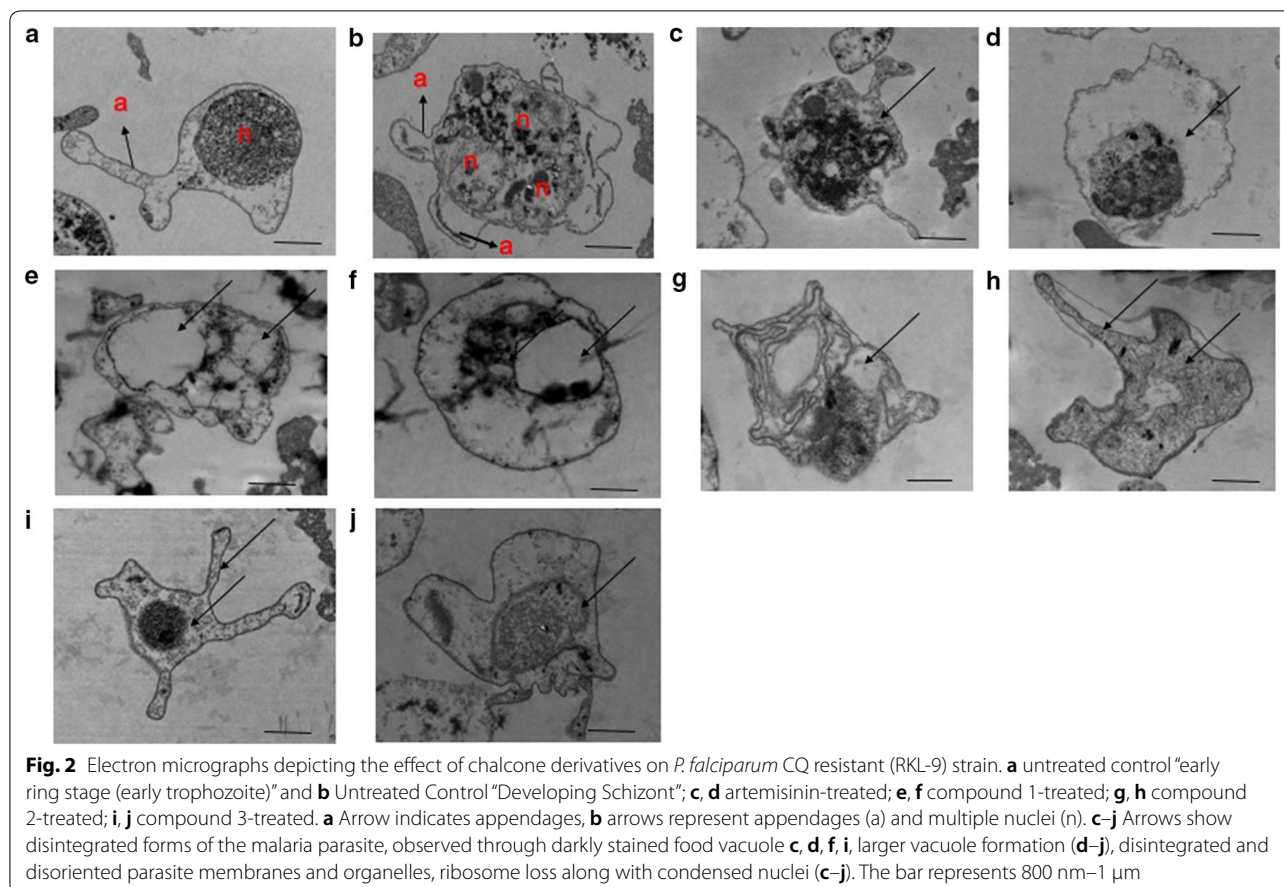 a
b
c
d
a
n
a
n
n
n
a
e
f
g
h
i
j
Fig. 2 Electron micrographs depicting the effect of chalcone derivatives on P. falciparum CQ resistant (RKL-9) strain. a untreated control “early
ring stage (early trophozoite)” and b Untreated Control “Developing Schizont”; c, d artemisinin-treated; e, f compound 1-treated; g, h compound
2-treated; i, j compound 3-treated. a Arrow indicates appendages, b arrows represent appendages (a) and multiple nuclei (n). c–j Arrows show
disintegrated forms of the malaria parasite, observed through darkly stained food vacuole c, d, f, i, larger vacuole formation (d–j), disintegrated and
disoriented parasite membranes and organelles, ribosome loss along with condensed nuclei (c–j). The bar represents 800 nm–1 μm